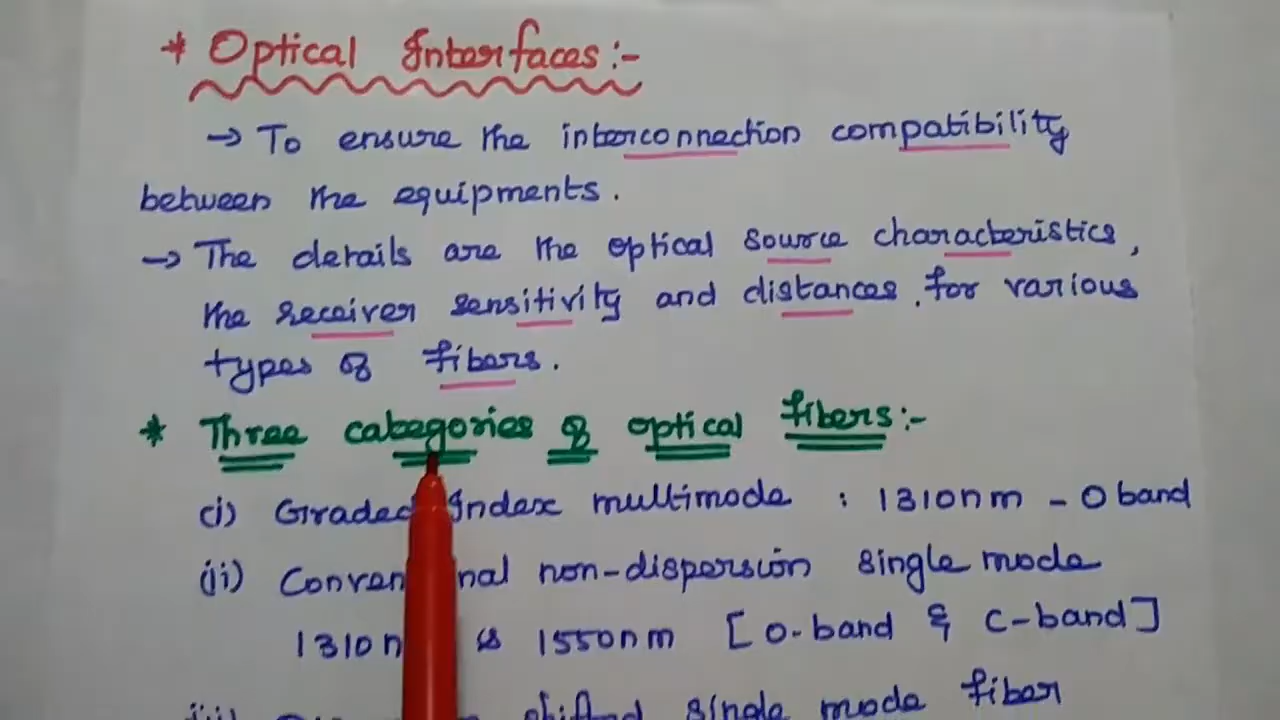 * Optical Interfaces:-
→ To ensure the interconnection compatibility
between the equipments.
→ The details are the optical source characteristics,
the receiver sensitivity and distances. for various
types of fibers.
* Three categories of optical fibers:-
(i) Graded Index multimode : 1310nm - O band
(ii) non-dispersion single mode
1310n & 1550nm [O-band & C-band]
single mode fiber